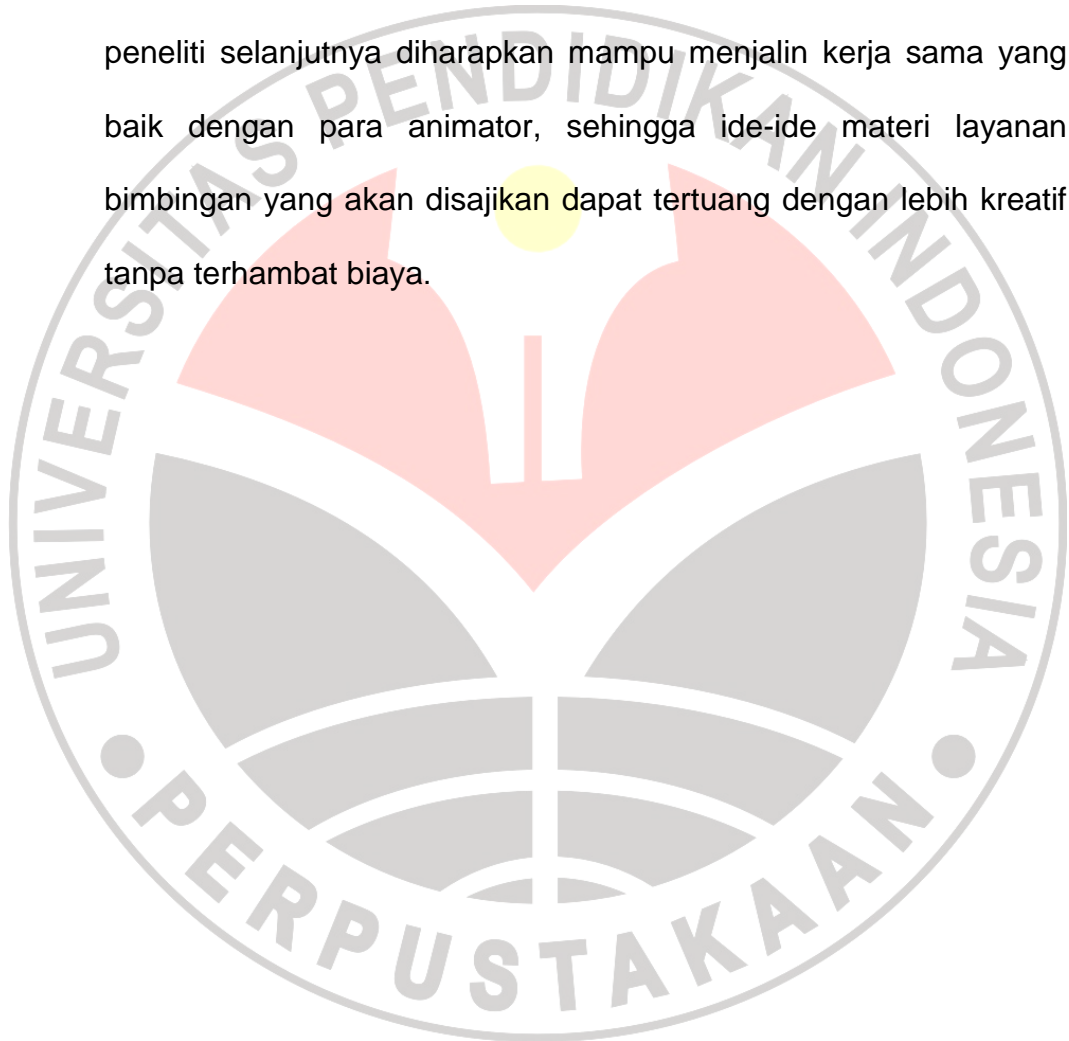 peneliti selanjutnya diharapkan mampu menjalin kerja sama yang
baik dengan para animator, sehingga ide-ide materi layanan
bimbingan yang akan disajikan dapat tertuang dengan lebih kreatif
tanpa terhambat biaya.
UNIVERSITAS PENDIDIKAN INDONESIA
PERPUSTAKAAN